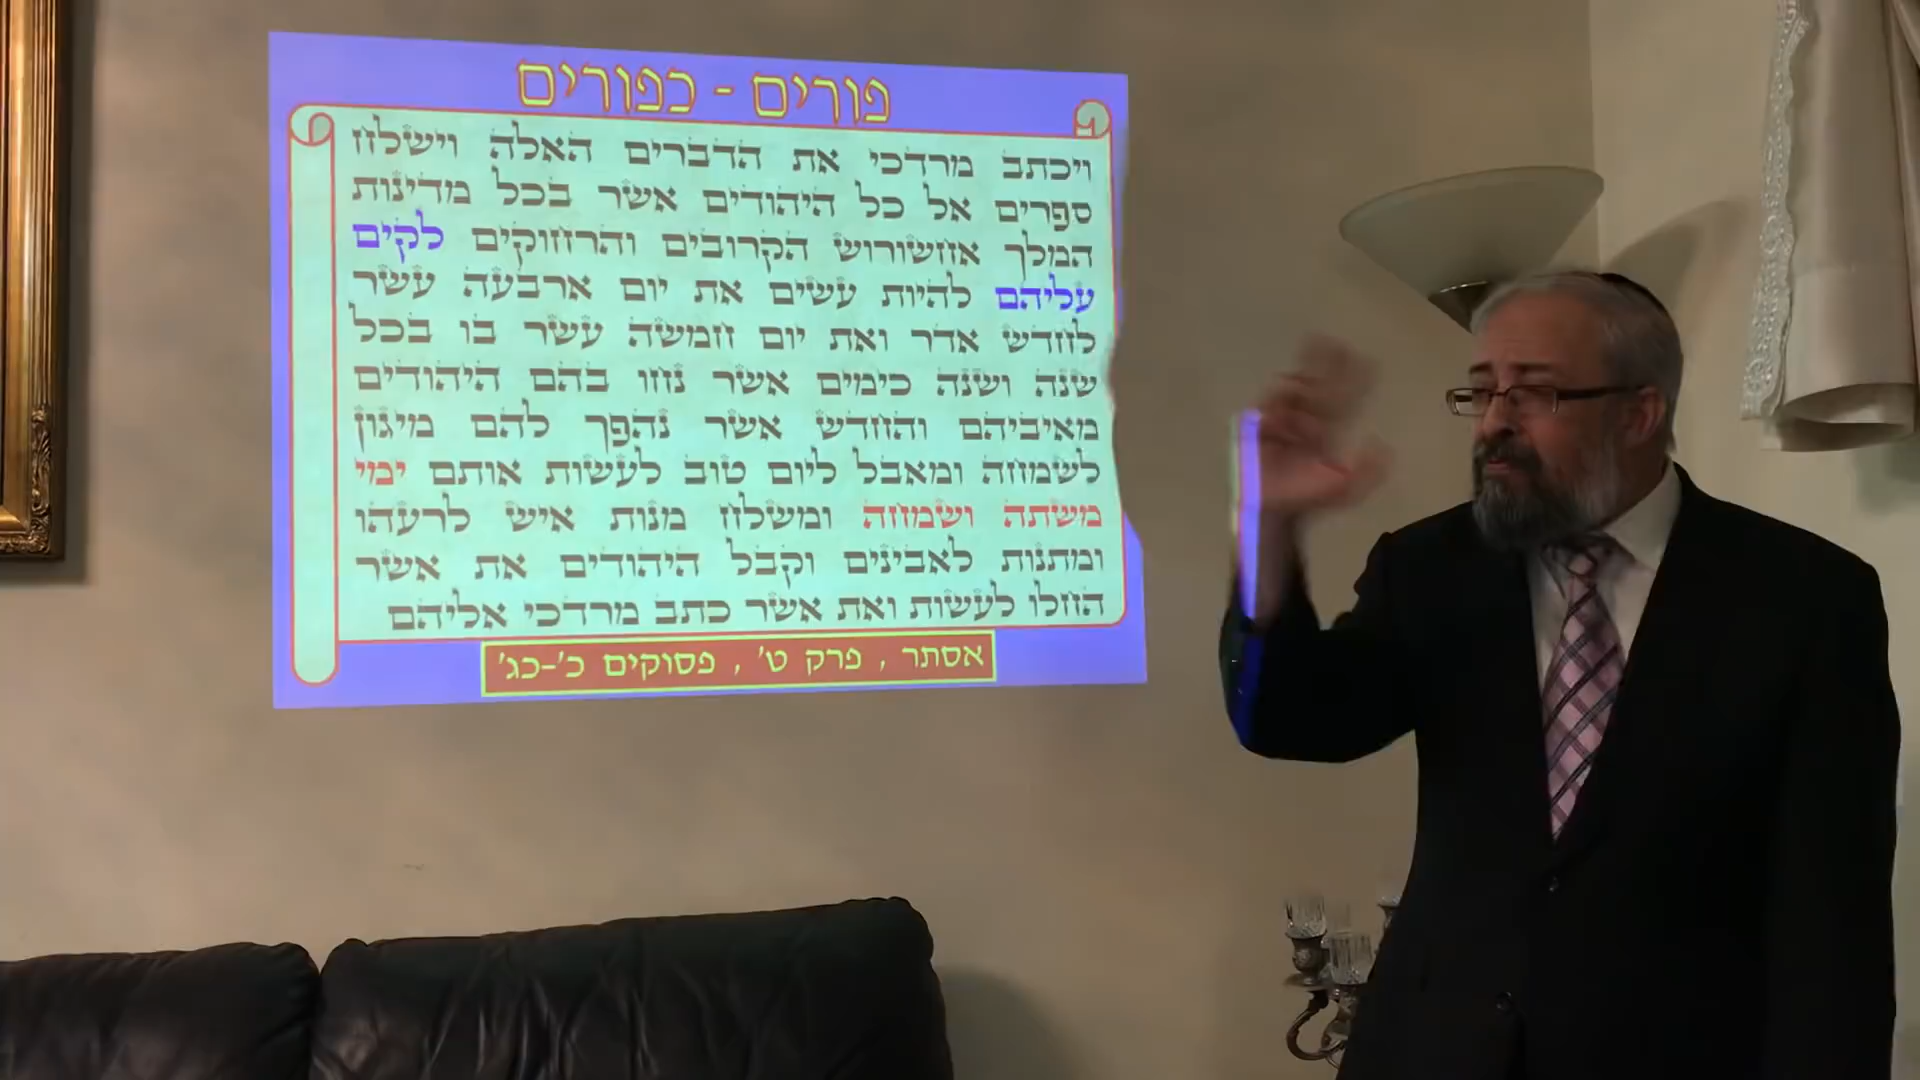 פורים - כפורים
ויכתב מרדכי את הדברים האלה וישלח
ספרים אל כל היהודים אשר בכל מדינות
המלך אחשורוש הקרובים והרחוקים לקים
עליהם להיות עשים את יום ארבעה עשר
לחדש אדר ואת יום חמשה עשר בו בכל
שנה ושנה כימים אשר נחו בהם היהודים
מאיביהם והחדש אשר נהפך להם מיגון
לשמחה ומאבל ליום טוב לעשות אותם ימי
משתה ושמחה ומשלח מנות איש לרעהו
ומתנות לאבינים וקבל היהודים את אשר
החלו לעשות ואת אשר כתב מרדכי אליהם
אסתר , פרק ט' , פסוקים כ'-כג'